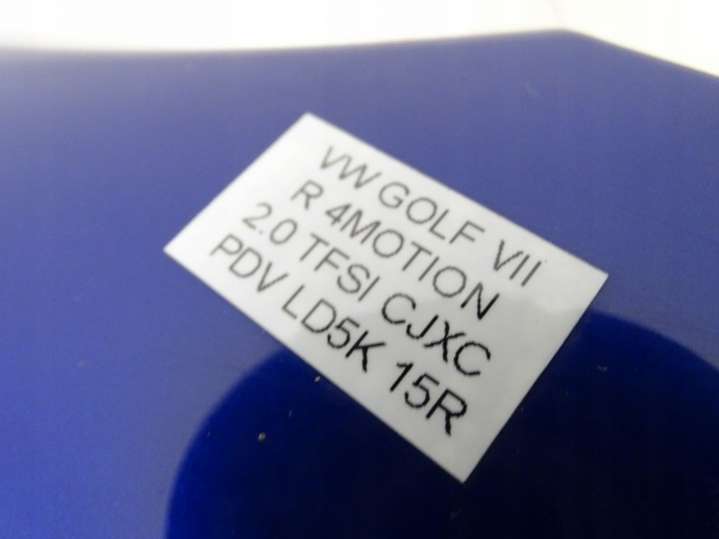 VW GOLF VII
R 4MOTION
2.0 TFSI CJXC
PDV LD5K 15R